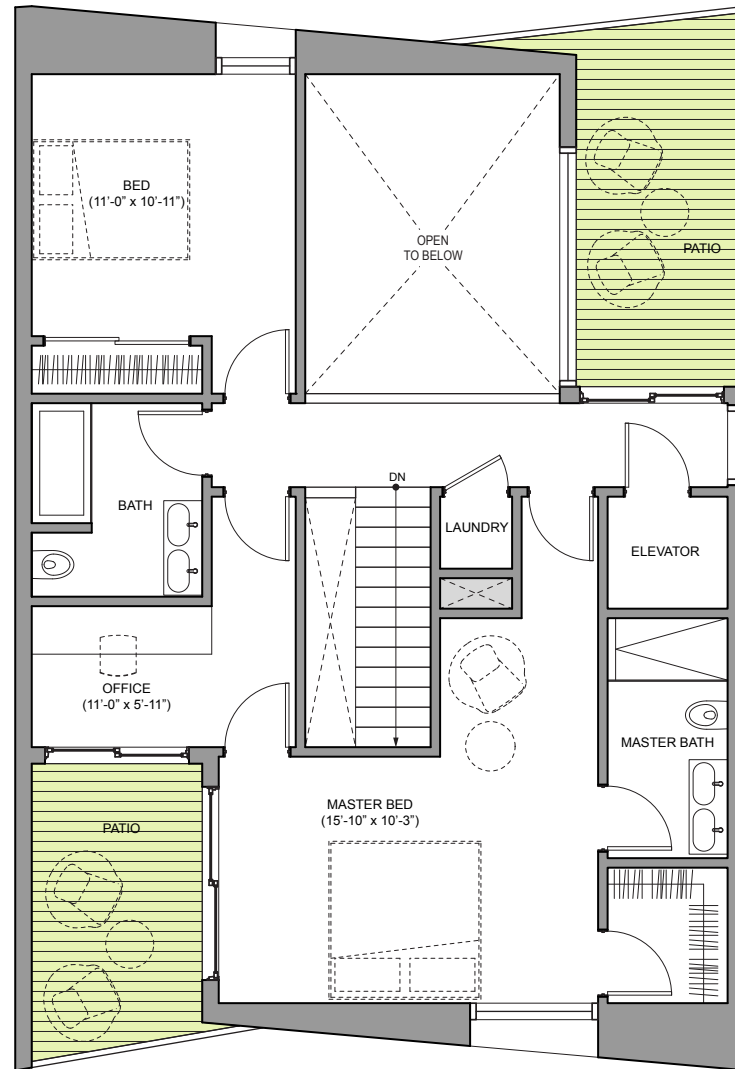 BED
(11'-0" x 10'-11")
OPEN
TO BELOW
PATIO
DN
BATH
LAUNDRY
ELEVATOR
OFFICE
(11'-0" x 5'-11")
MASTER BATH
MASTER BED
(15'-10" x 10'-3")
PATIO